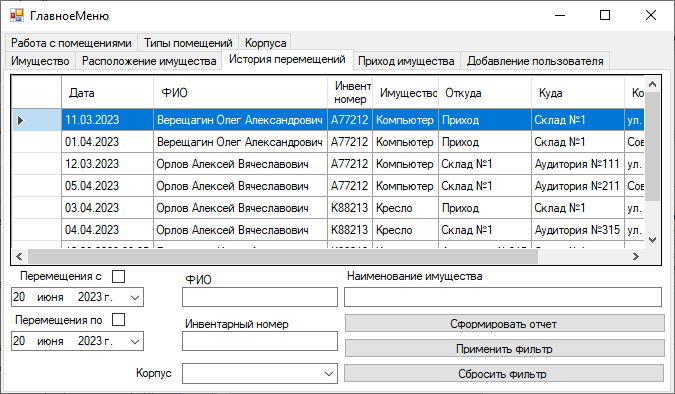 ГлавноеМеню
Работа с помещениями Типы помещений Корпуса
Имущество Расположение имущества История перемещений Приход имущества Добавление пользователя
Дата ФИО Инвент номер Имущество Откуда Куда Ко
11.03.2023 Верещагин Олег Александрович А77212 Компьютер Приход Склад №1 ул.
01.04.2023 Верещагин Олег Александрович А77212 Компьютер Приход Склад №1 Сов
12.03.2023 Орлов Алексей Вячеславович А77212 Компьютер Склад №1 Аудитория №111 ул.
05.04.2023 Орлов Алексей Вячеславович А77212 Компьютер Склад №1 Аудитория №211 Сов
03.04.2023 Орлов Алексей Вячеславович К88213 Кресло Приход Склад №1 ул.
04.04.2023 Орлов Алексей Вячеславович К88213 Кресло Склад №1 Аудитория №315 ул.
Перемещения с ФИО Наименование имущества
20 июня 2023 г.
Перемещения по Инвентарный номер Сформировать отчет
20 июня 2023 г. Применить фильтр
Корпус Сбросить фильтр